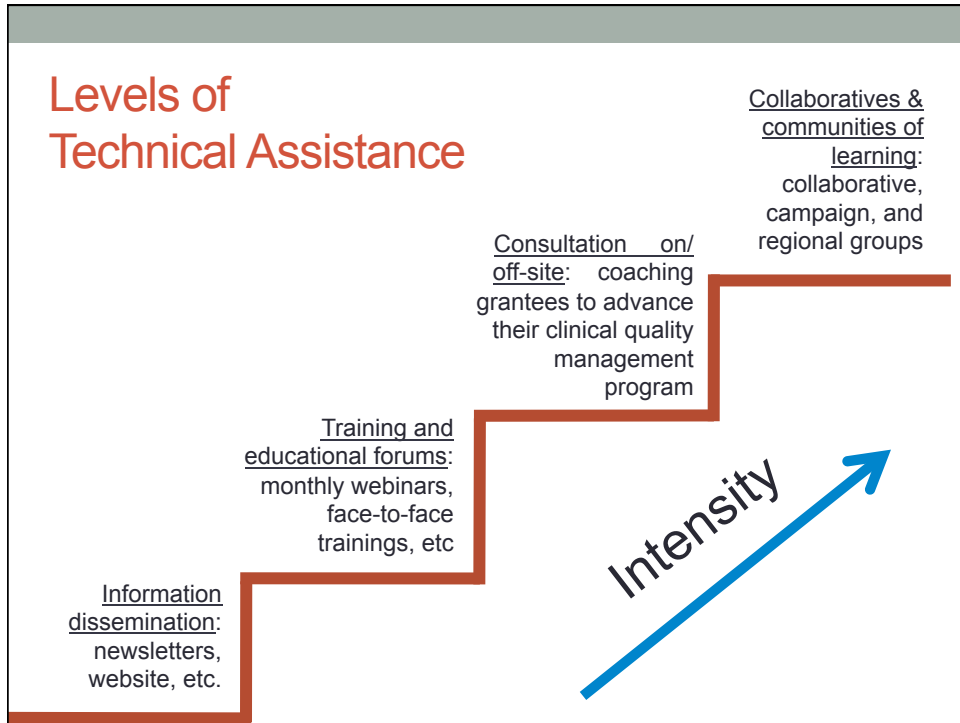 Levels of
Technical Assistance
Collaboratives &
communities of
learning:
collaborative,
campaign, and
regional groups
Consultation on/
off-site: coaching
grantees to advance
their clinical quality
management
program
Training and
educational forums:
monthly webinars,
face-to-face
trainings, etc
Information
dissemination:
newsletters,
website, etc.
Intensity